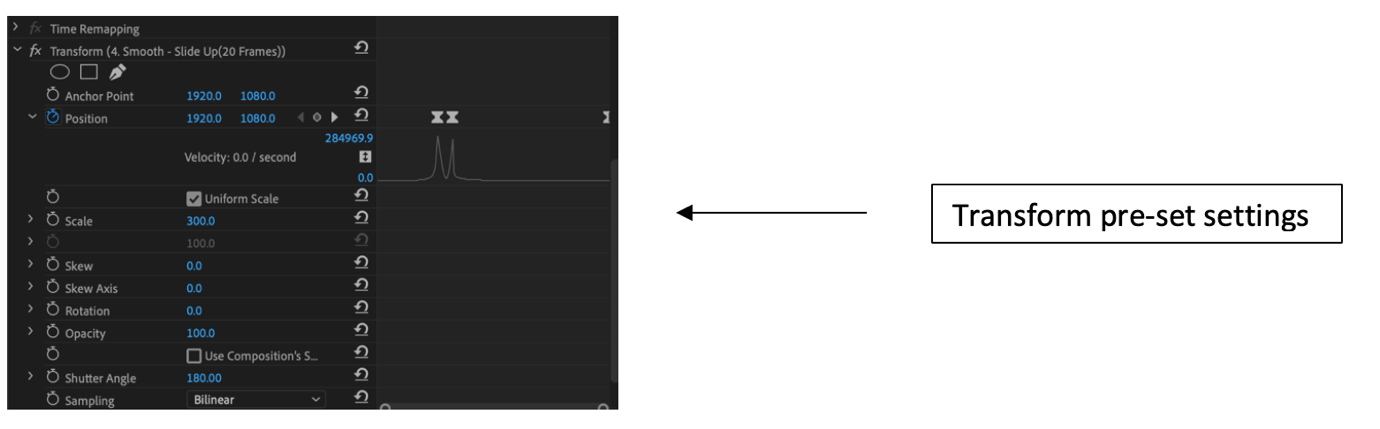 fx Time Remapping
fx Transform (4. Smooth - Slide Up(20 Frames))
Anchor Point 1920.0 1080.0
Position 1920.0 1080.0
284969.9
Velocity: 0.0 / second
0.0
Uniform Scale
Scale 300.0
100.0
Skew 0.0
Skew Axis 0.0
Rotation 0.0
Opacity 100.0
Use Composition's S...
Shutter Angle 180.00
Sampling Bilinear
Transform pre-set settings